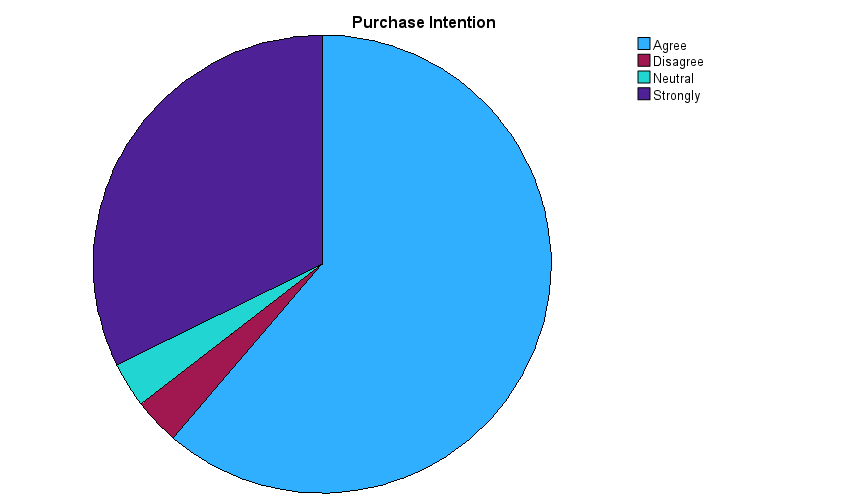 Purchase Intention
Agree
Disagree
Neutral
Strongly